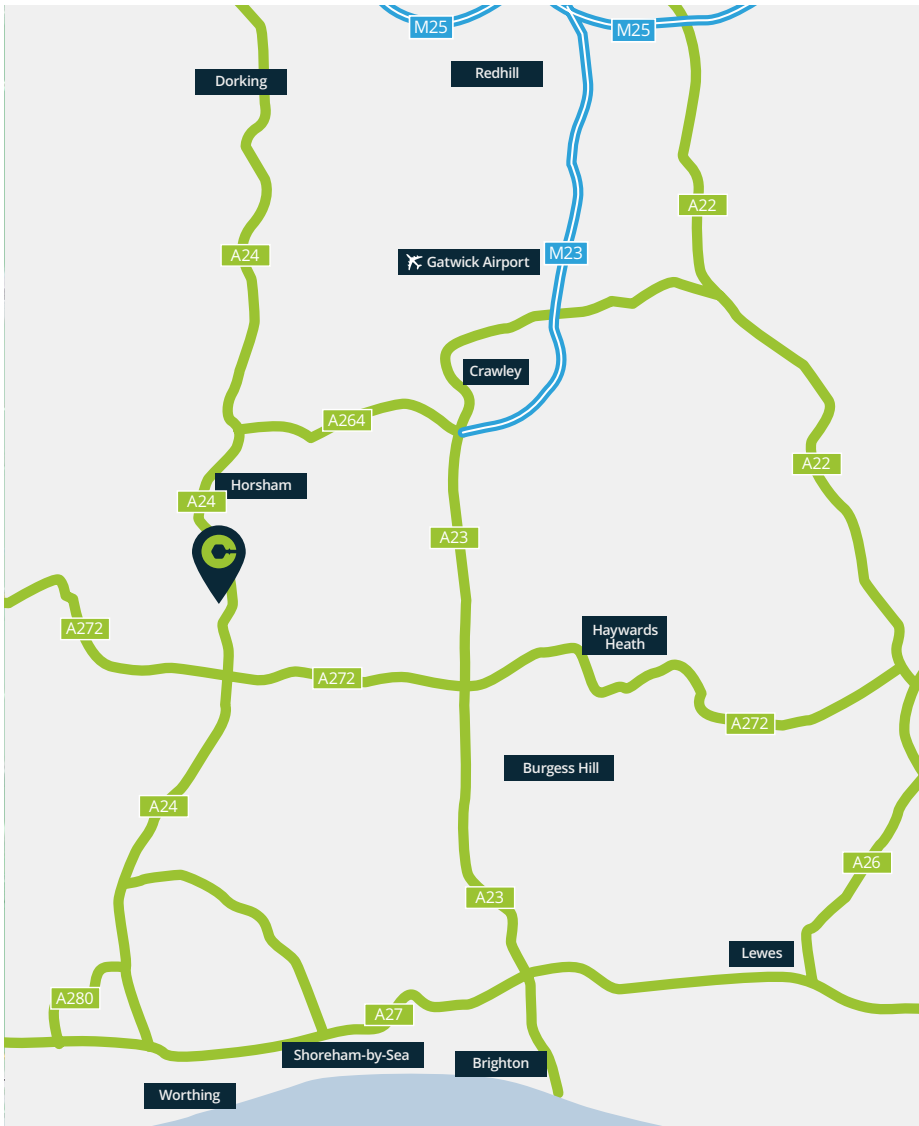 M25
M25
Redhill
Dorking
A22
A24
M23
Gatwick Airport
Crawley
A264
A22
Horsham
A24
A23
A272
Haywards
Heath
A272
A272
Burgess Hill
A24
A26
A23
Lewes
A280
A27
Shoreham-by-Sea
Brighton
Worthing